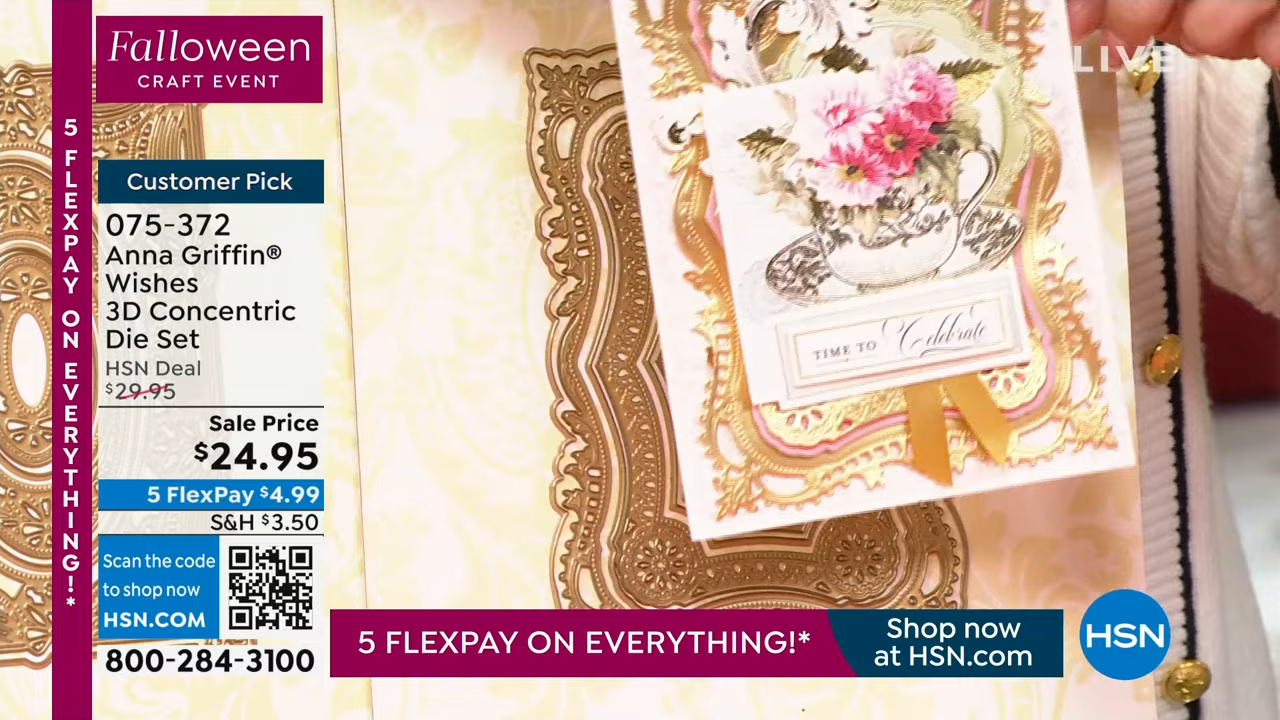 Falloween
CRAFT EVENT
5 FLEXPAY ON EVERYTHING!*
Customer Pick
075-372
Anna Griffin®
Wishes
3D Concentric
Die Set
HSN Deal
$29.95
Sale Price
$24.95
5 FlexPay $4.99
S&H $3.50
Scan the code
to shop now
HSN.COM
800-284-3100
LIVE
TIME TO Celebrate
5 FLEXPAY ON EVERYTHING!*
Shop now
at HSN.com
HSN